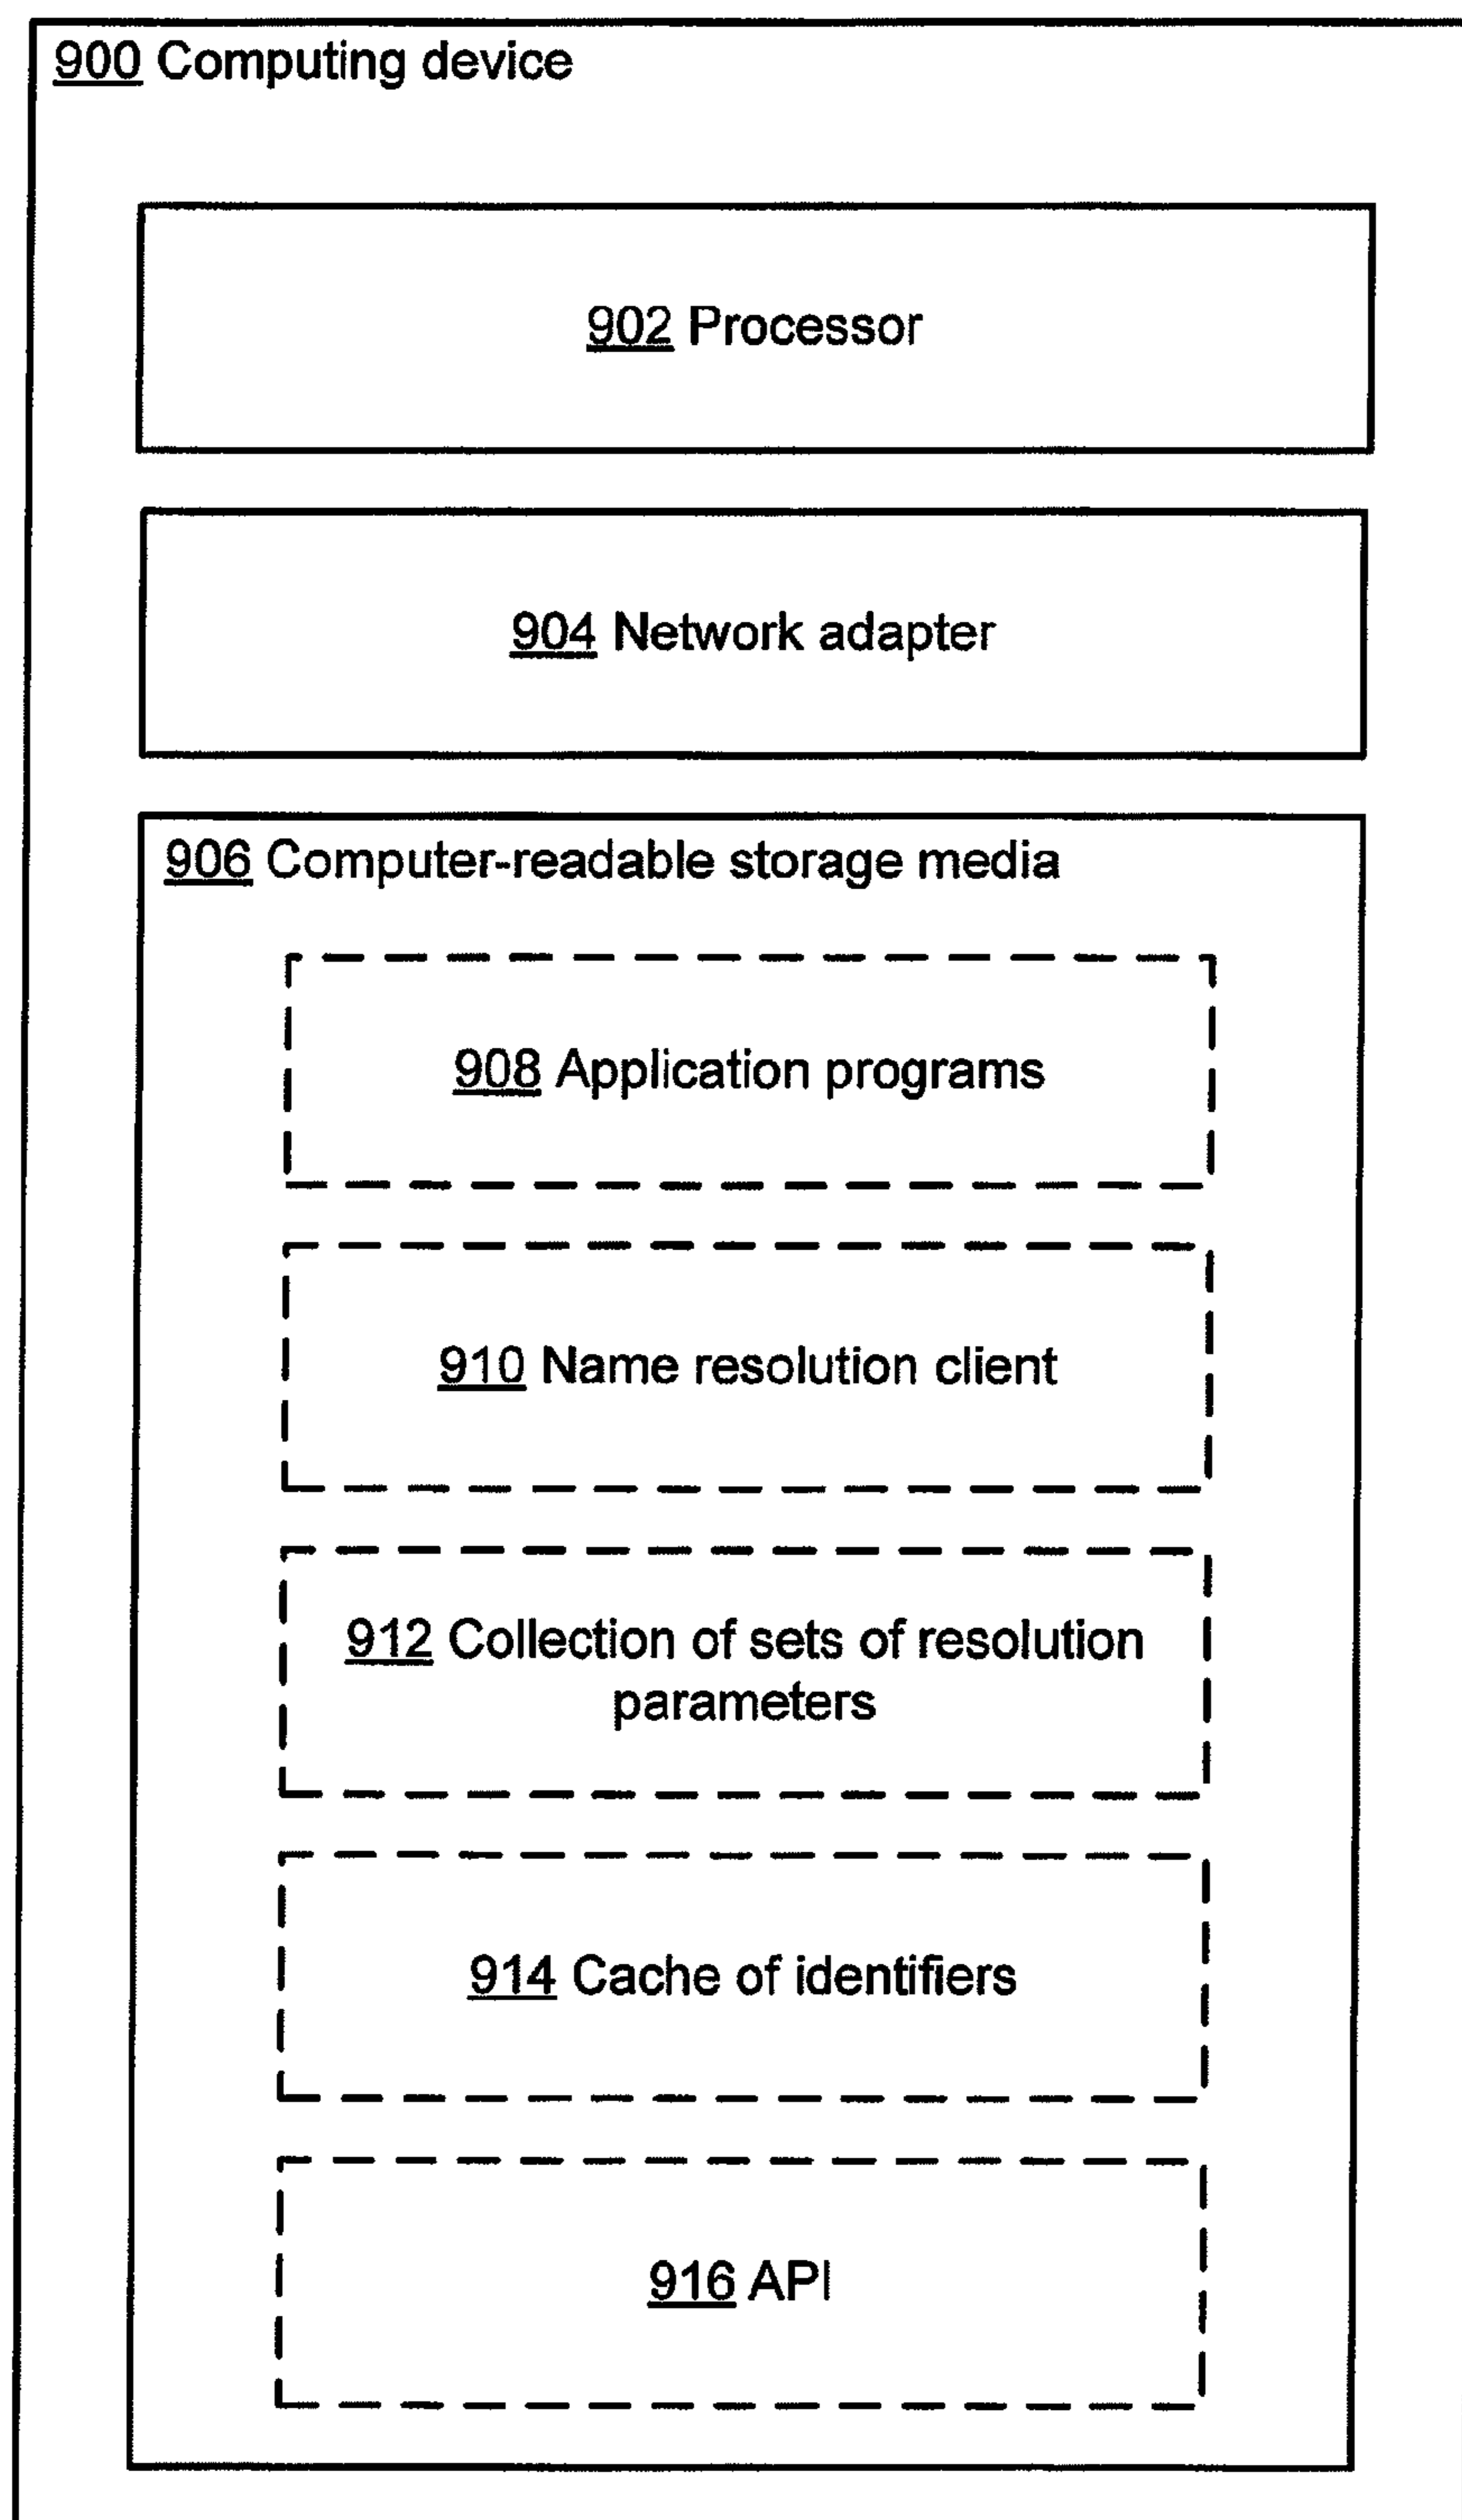 900 Computing device
902 Processor
904 Network adapter
906 Computer-readable storage media
908 Application programs
910 Name resolution client
912 Collection of sets of resolution
parameters
914 Cache of identifiers
916 API